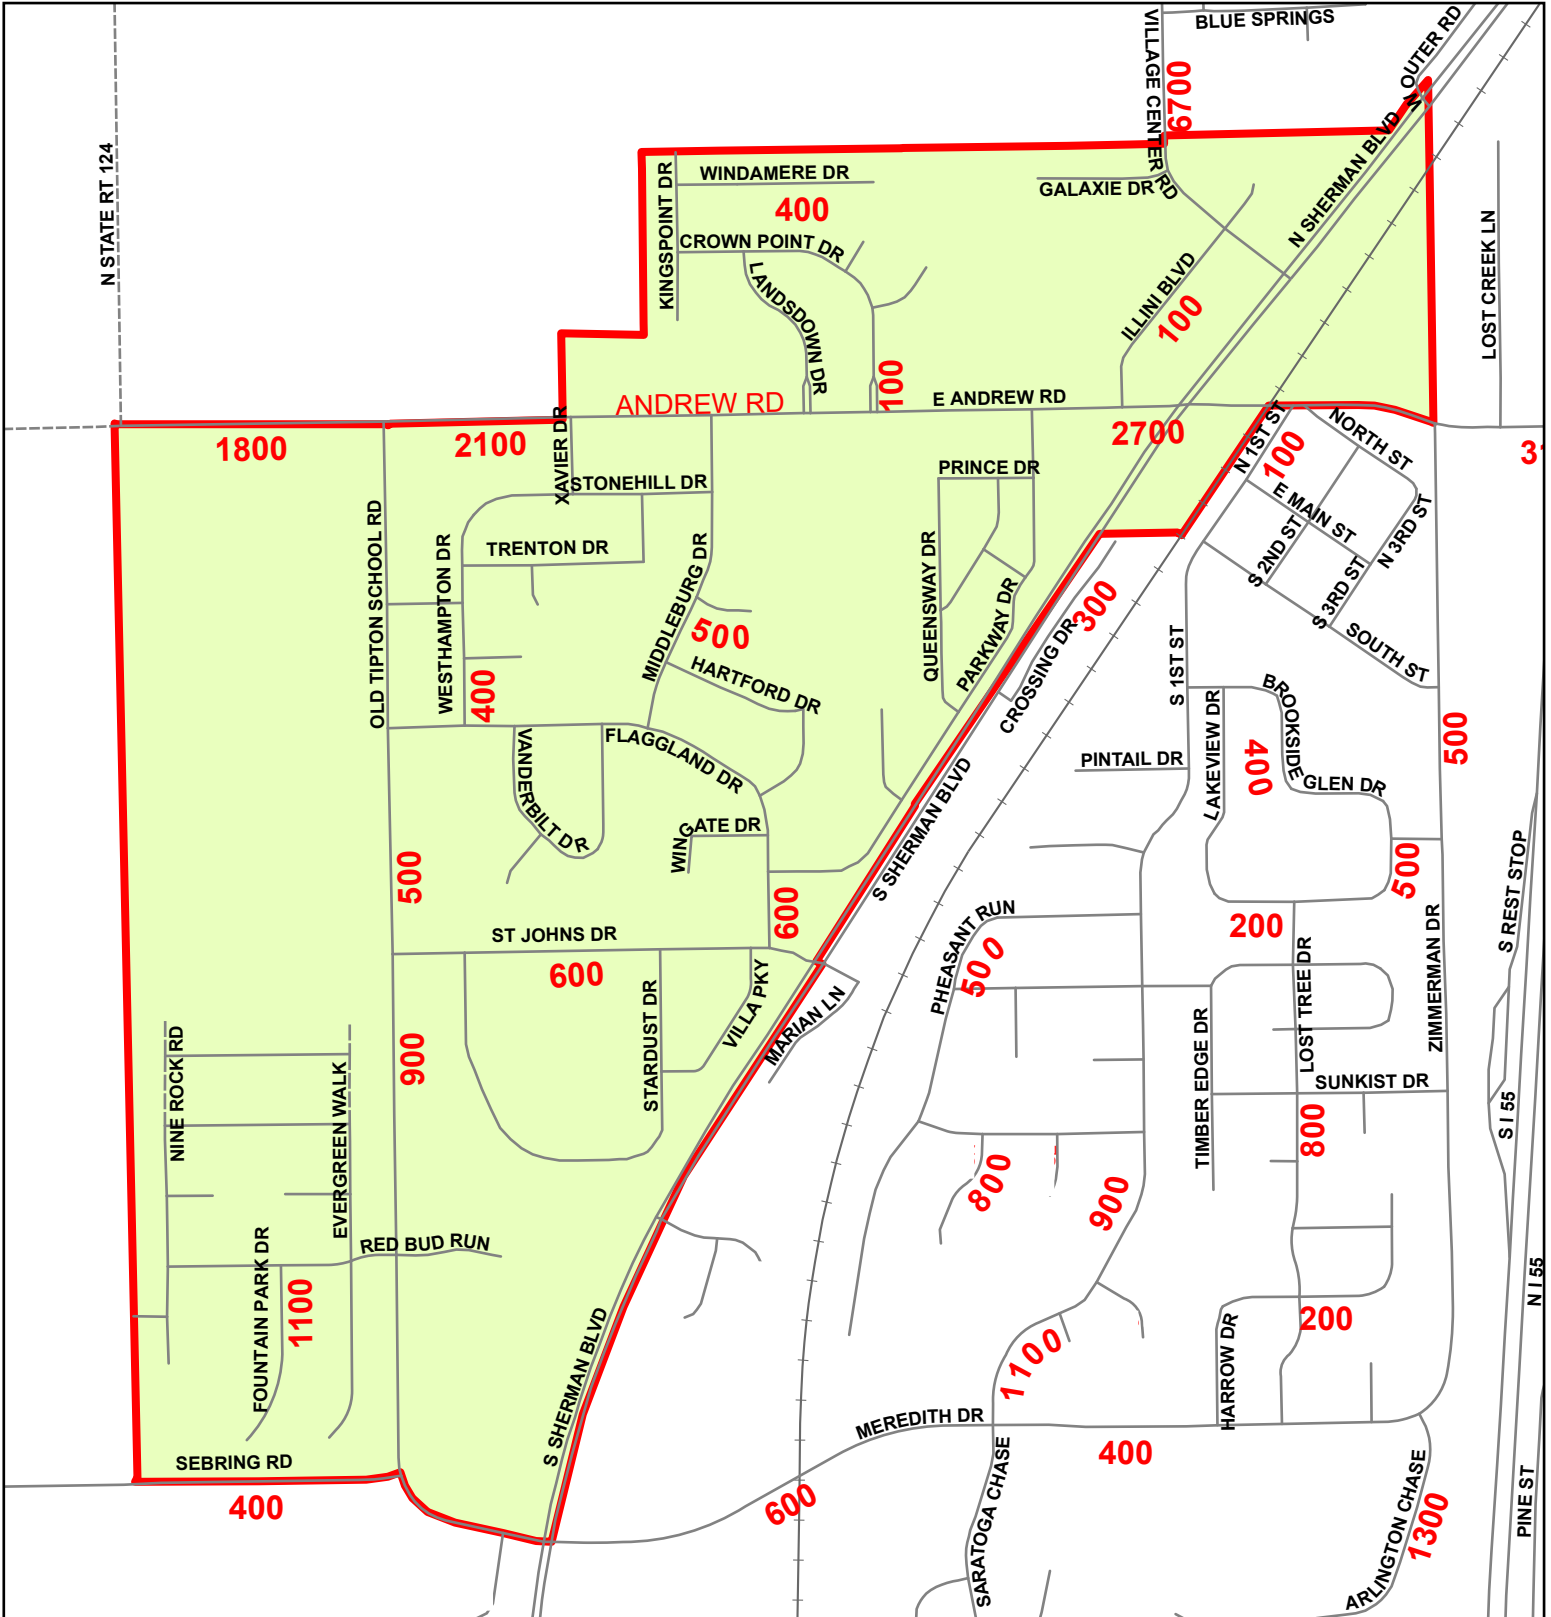 BLUE SPRINGS
VILLAGE CENTER RD
6700
N OUTER RD
N STATE RT 124
N SHERMAN BLVD
WINDAMERE DR
KINGSPOINT DR
400
GALAXIE DR
CROWN POINT DR
LANDSDOWN DR
ILLINI BLVD
100
LOST CREEK LN
100
ANDREW RD
E ANDREW RD
1800
2100
XAVIER DR
2700
N 1ST ST
100
NORTH ST
STONEHILL DR
PRINCE DR
E MAIN ST
N 3RD ST
OLD TIPTON SCHOOL RD
WESTHAMPTON DR
TRENTON DR
MIDDLEBURG DR
QUEENSWAY DR
PARKWAY DR
S 2ND ST
S 3RD ST
300
CROSSING DR
500
HARTFORD DR
S 1ST ST
SOUTH ST
400
VANDERBILT DR
FLAGGLAND DR
LAKEVIEW DR
BROOKSIDE
GLEN DR
400
500
PINTAIL DR
S SHERMAN BLVD
WINGATE DR
500
500
600
200
PHEASANT RUN
500
ST JOHNS DR
600
S REST STOP
ZIMMERMAN DR
LOST TREE DR
STARDUST DR
VILLA PKY
MARIAN LN
TIMBER EDGE DR
NINE ROCK RD
900
EVERGREEN WALK
SUNKIST DR
S I 55
800
800
900
RED BUD RUN
FOUNTAIN PARK DR
1100
N I 55
200
HARROW DR
1100
S SHERMAN BLVD
MEREDITH DR
400
SEBRING RD
400
600
SARATOGA CHASE
ARLINGTON CHASE
1300
PINE ST